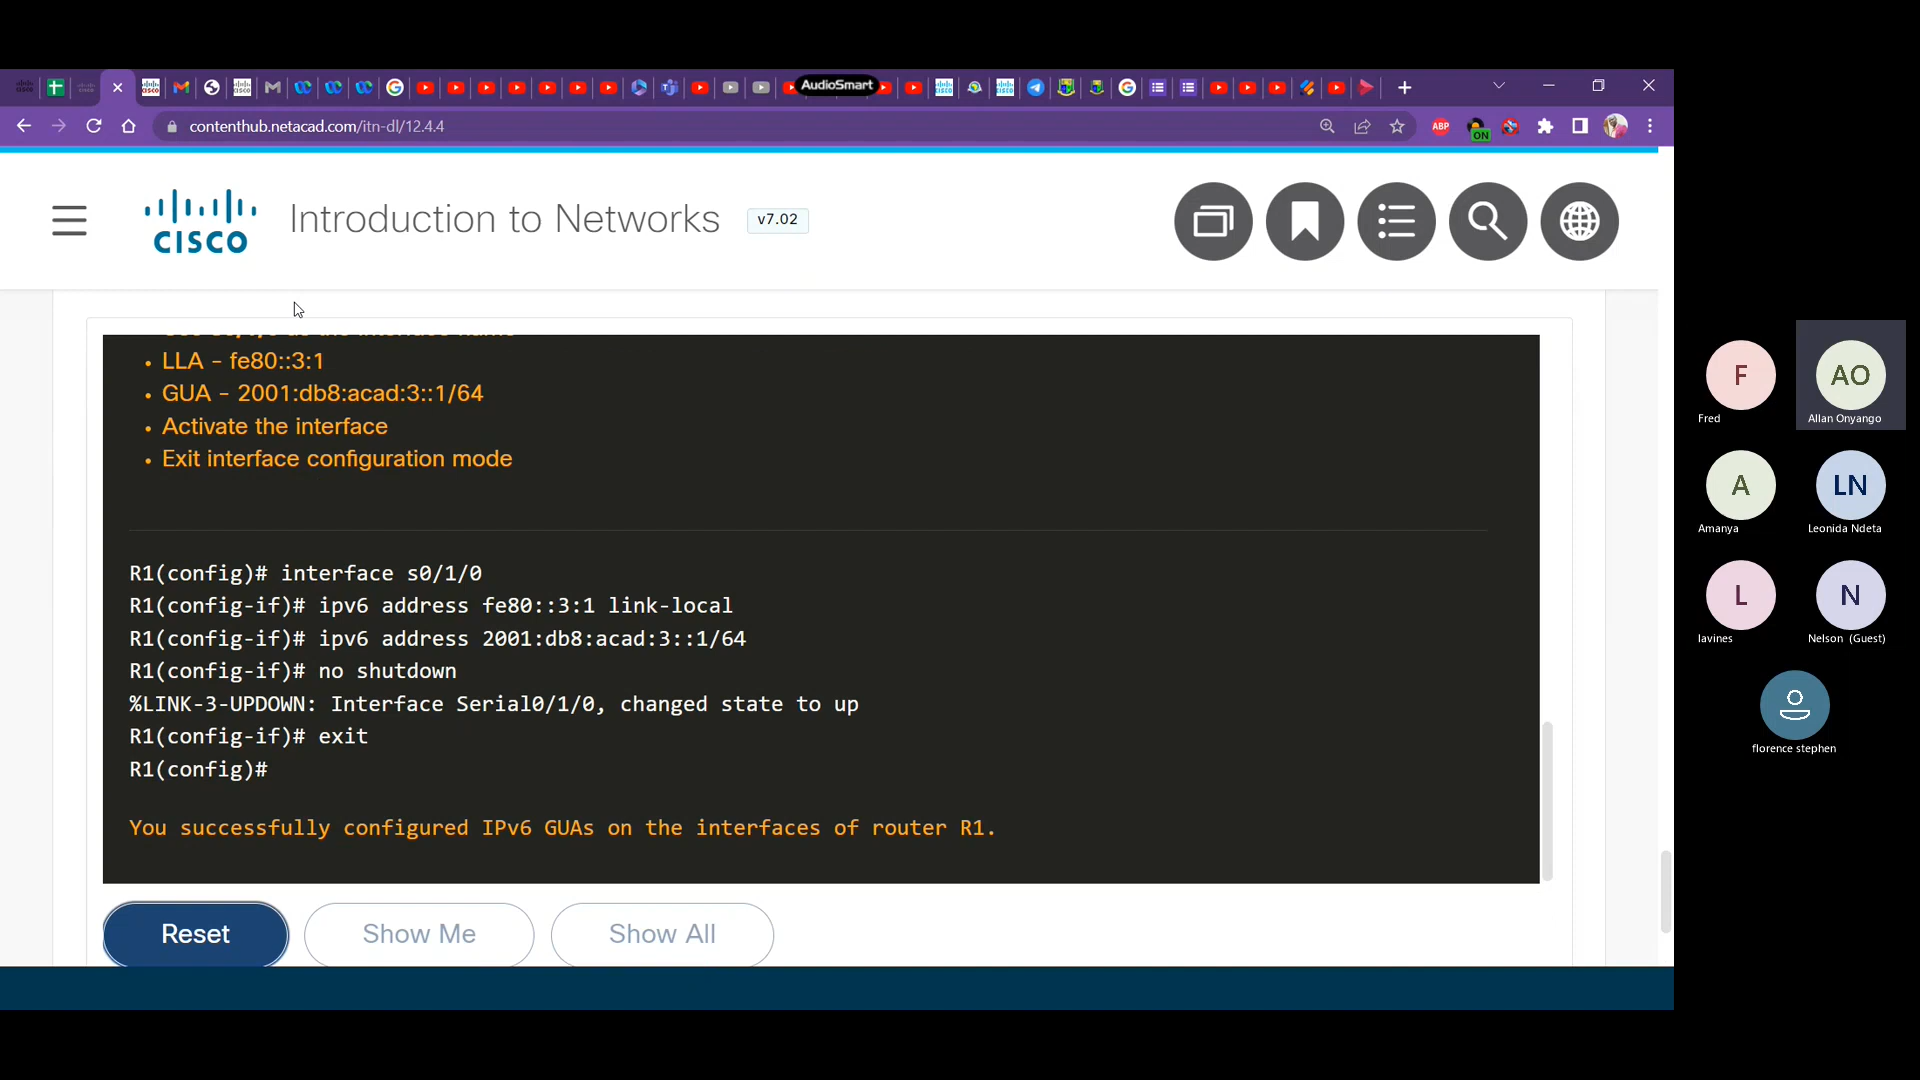 AudioSmart
contenthub.netacad.com/itn-dl/12.4.4
ABP
ON
CISCO
Introduction to Networks
v7.02
• LLA - fe80::3:1
• GUA - 2001:db8:acad:3::1/64
• Activate the interface
• Exit interface configuration mode
R1(config)# interface s0/1/0
R1(config-if)# ipv6 address fe80::3:1 link-local
R1(config-if)# ipv6 address 2001:db8:acad:3::1/64
R1(config-if)# no shutdown
%LINK-3-UPDOWN: Interface Serial0/1/0, changed state to up
R1(config-if)# exit
R1(config)#
You successfully configured IPv6 GUAs on the interfaces of router R1.
Reset
Show Me
Show All
F
Fred
AO
Allan Onyango
A
Amanya
LN
Leonida Ndeta
L
lavines
N
Nelson (Guest)
florence stephen